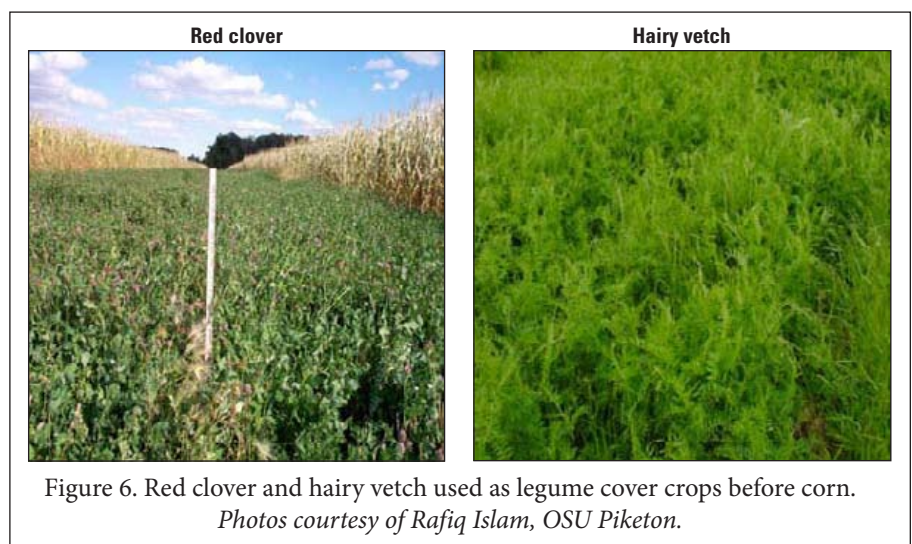 Red clover
Hairy vetch
Figure 6. Red clover and hairy vetch used as legume cover crops before corn.
Photos courtesy of Rafiq Islam, OSU Piketon.